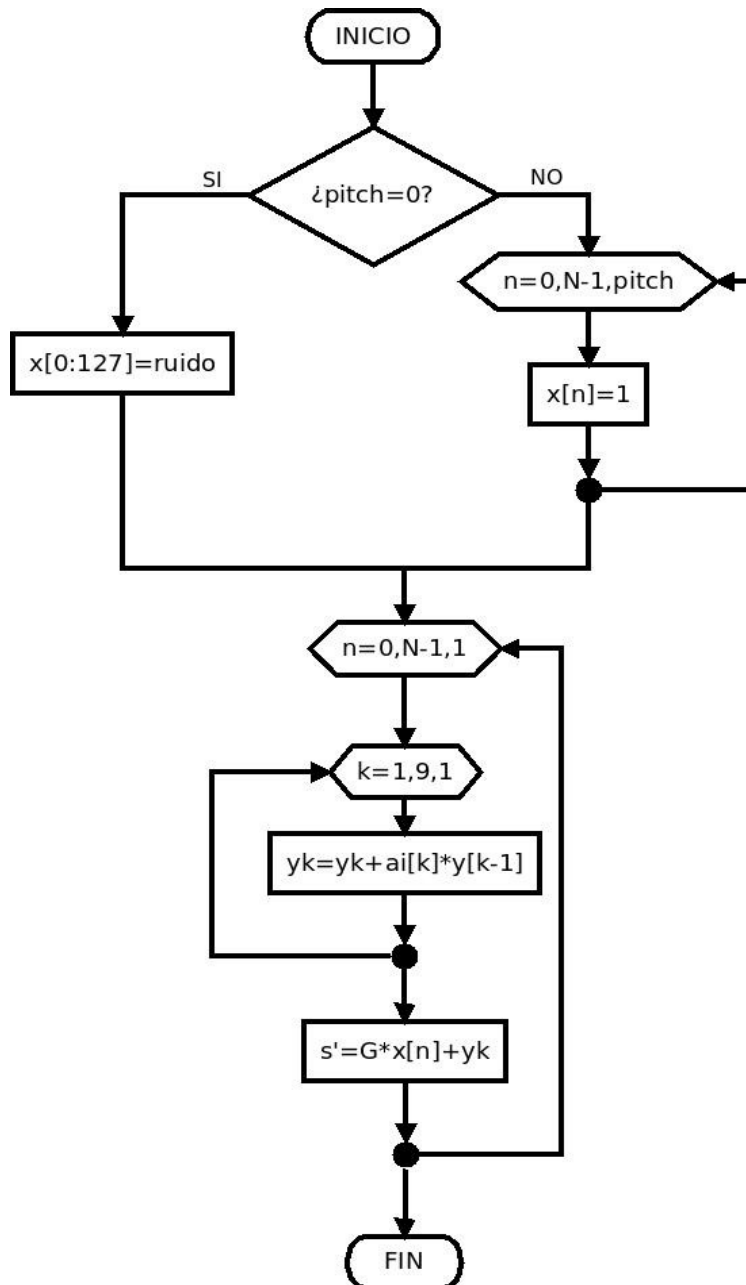 INICIO
¿pitch=0?
SI
NO
n=0,N-1,pitch
x[0:127]=ruido
x[n]=1
n=0,N-1,1
k=1,9,1
yk=yk+ai[k]*y[k-1]
s'=G*x[n]+yk
FIN